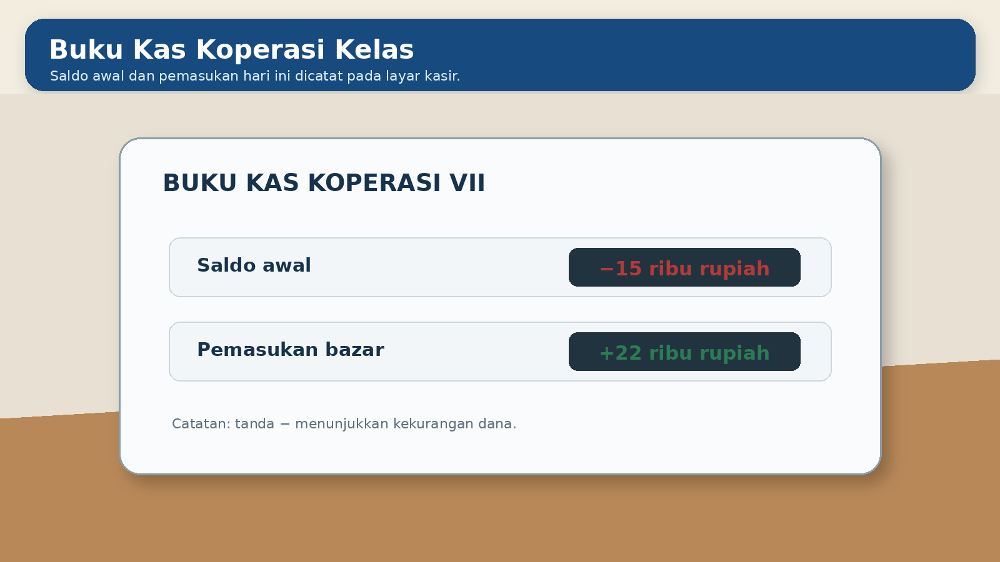 Buku Kas Koperasi Kelas
Saldo awal dan pemasukan hari ini dicatat pada layar kasir.
BUKU KAS KOPERASI VII
Saldo awal
−15 ribu rupiah
Pemasukan bazar
+22 ribu rupiah
Catatan: tanda − menunjukkan kekurangan dana.